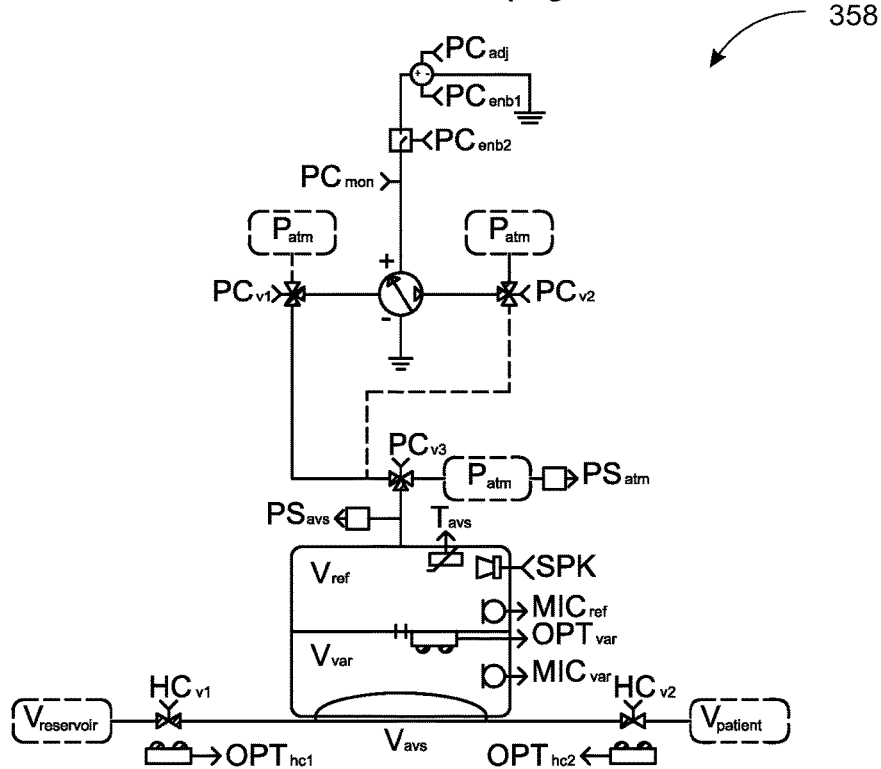 358
PCadj
PCenb1
PCenb2
PCmon
Patm
Patm
+
-
PCv1
PCv2
PCv3
Patm
PSatm
PSavs
Tavs
Vref
SPK
MICref
OPTvar
Vvar
MICvar
HCv1
HCv2
Vreservoir
Vpatient
Vavs
OPThc1
OPThc2